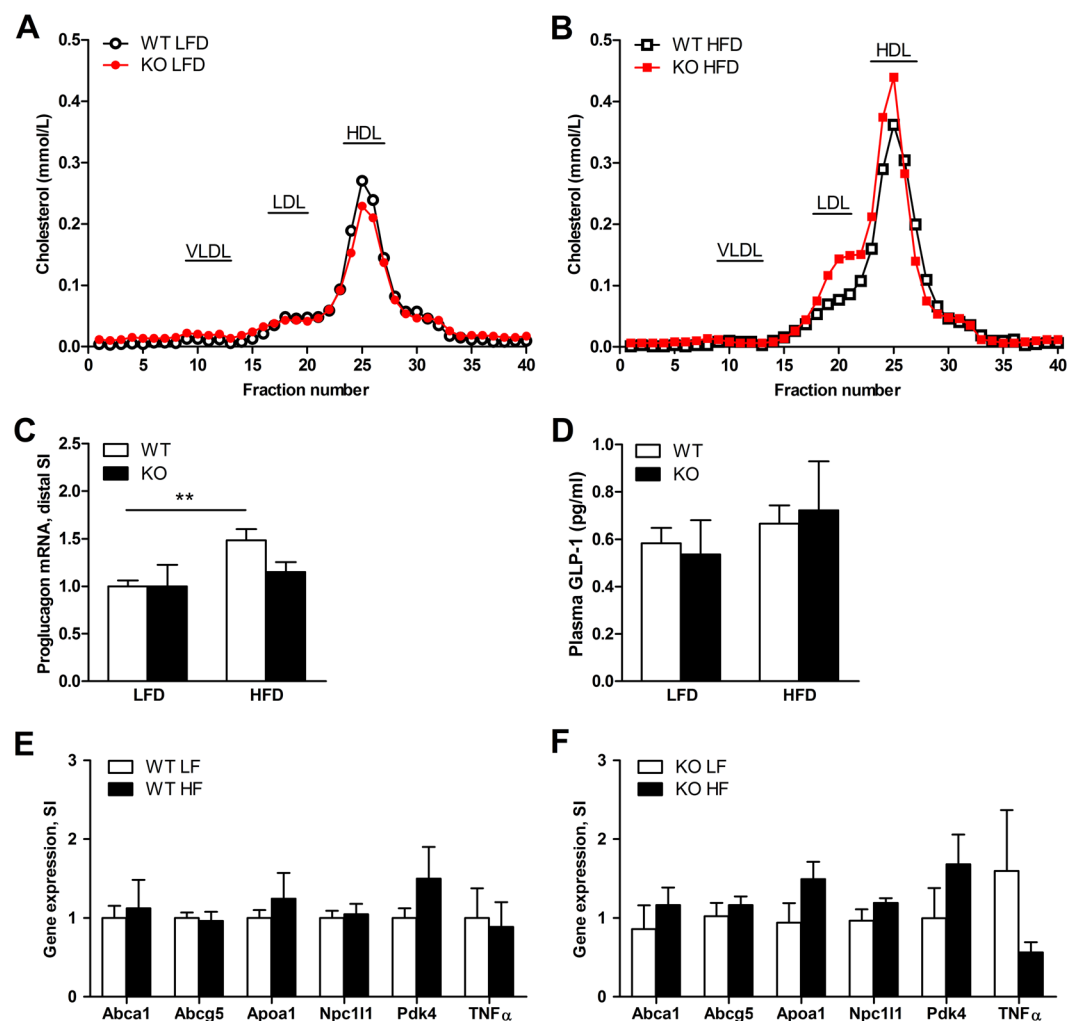 A
WT LFD
KO LFD
Cholesterol (mmol/L)
0.5
0.4
0.3
0.2
0.1
0.0
VLDL
LDL
HDL
0 5 10 15 20 25 30 35 40
Fraction number
B
WT HFD
KO HFD
Cholesterol (mmol/L)
0.5
0.4
0.3
0.2
0.1
0.0
VLDL
LDL
HDL
0 5 10 15 20 25 30 35 40
Fraction number
C
WT
KO
Proglucagon mRNA, distal SI
2.5
2.0
1.5
1.0
0.5
0.0
**
LFD HFD
D
WT
KO
Plasma GLP-1 (pg/ml)
1.0
0.8
0.6
0.4
0.2
0.0
LFD HFD
E
WT LF
WT HF
Gene expression, SI
3
2
1
0
Abca1 Abcg5 Apoa1 Npc1l1 Pdk4 TNFα
F
KO LF
KO HF
Gene expression, SI
3
2
1
0
Abca1 Abcg5 Apoa1 Npc1l1 Pdk4 TNFα